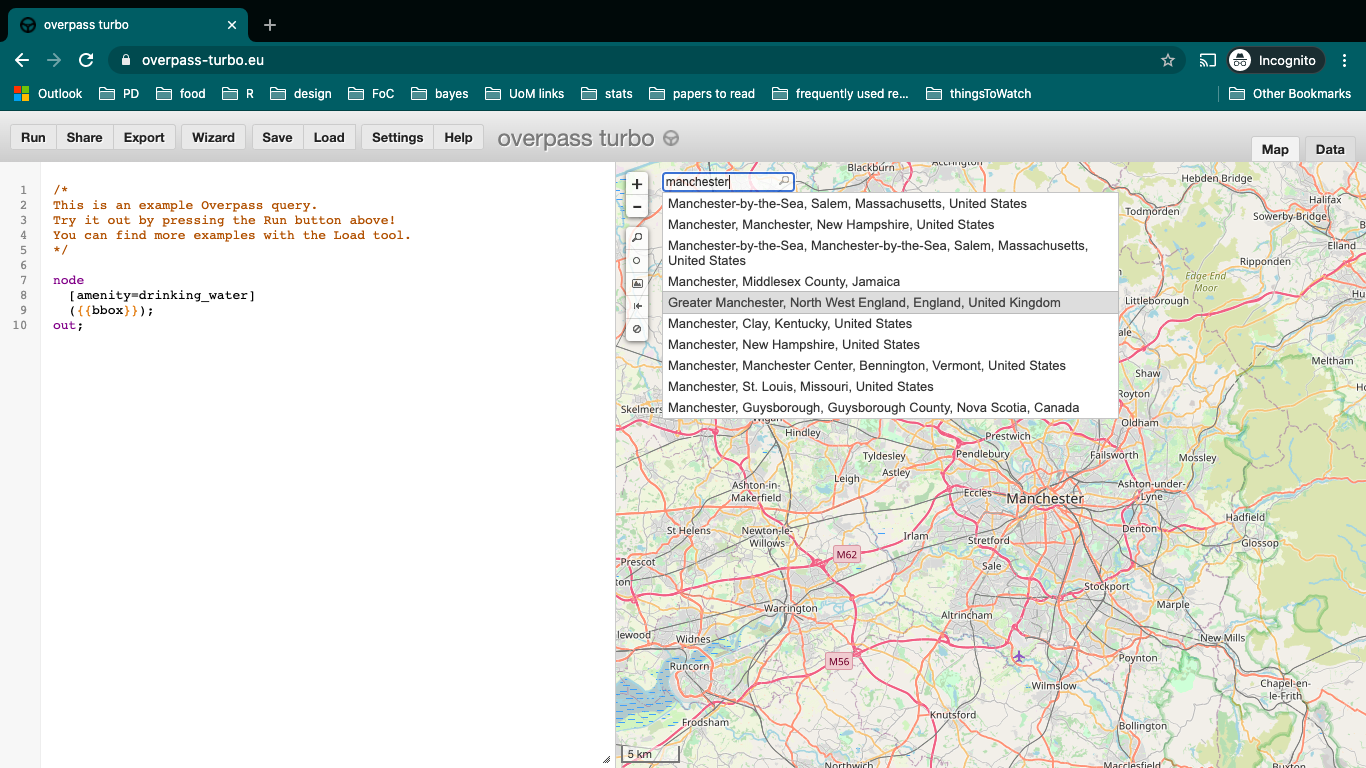 overpass turbo
overpass-turbo.eu
Incognito
Outlook PD food R design FoC bayes UoM links stats papers to read frequently used re... thingsToWatch Other Bookmarks
Run Share Export Wizard Save Load Settings Help overpass turbo
Map Data
1 /*
2 This is an example Overpass query.
3 Try it out by pressing the Run button above!
4 You can find more examples with the Load tool.
5 */
6
7 node
8 [amenity=drinking_water]
9 ({{bbox}});
10 out;
+
manchester
−
Manchester-by-the-Sea, Salem, Massachusetts, United States
Manchester, Manchester, New Hampshire, United States
Manchester-by-the-Sea, Manchester-by-the-Sea, Salem, Massachusetts,
United States
Manchester, Middlesex County, Jamaica
Greater Manchester, North West England, England, United Kingdom
Manchester, Clay, Kentucky, United States
Manchester, New Hampshire, United States
Manchester, Manchester Center, Bennington, Vermont, United States
Manchester, St. Louis, Missouri, United States
Manchester, Guysborough, Guysborough County, Nova Scotia, Canada
Blackburn
Accrington
Hebden Bridge
Halifax
Todmorden
Sowerby Bridge
Elland
Ripponden
Edge End
Moor
Littleborough
Meltham
Shaw
Royton
Skelmers
Wigan
Oldham
Hindley
Prestwich
Pendlebury
Failsworth
Mossley
Tyldesley
Astley
Leigh
Ashton-in-
Makerfield
Eccles
Manchester
Ashton-under-
Lyne
Hadfield
St Helens
Newton-le-
Willows
Irlam
Stretford
Denton
Glossop
M62
Prescot
Sale
ton
Stockport
Warrington
Altrincham
Marple
lewood
Widnes
New Mills
M56
Runcorn
Poynton
Wilmslow
Chapel-en-
le-Frith
Knutsford
Frodsham
Bollington
5 km
Northwich